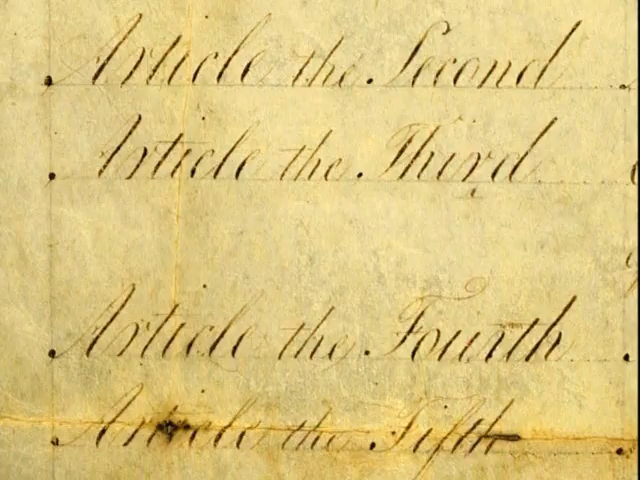 Article the Second
Article the Third
Article the Fourth
Article the Fifth